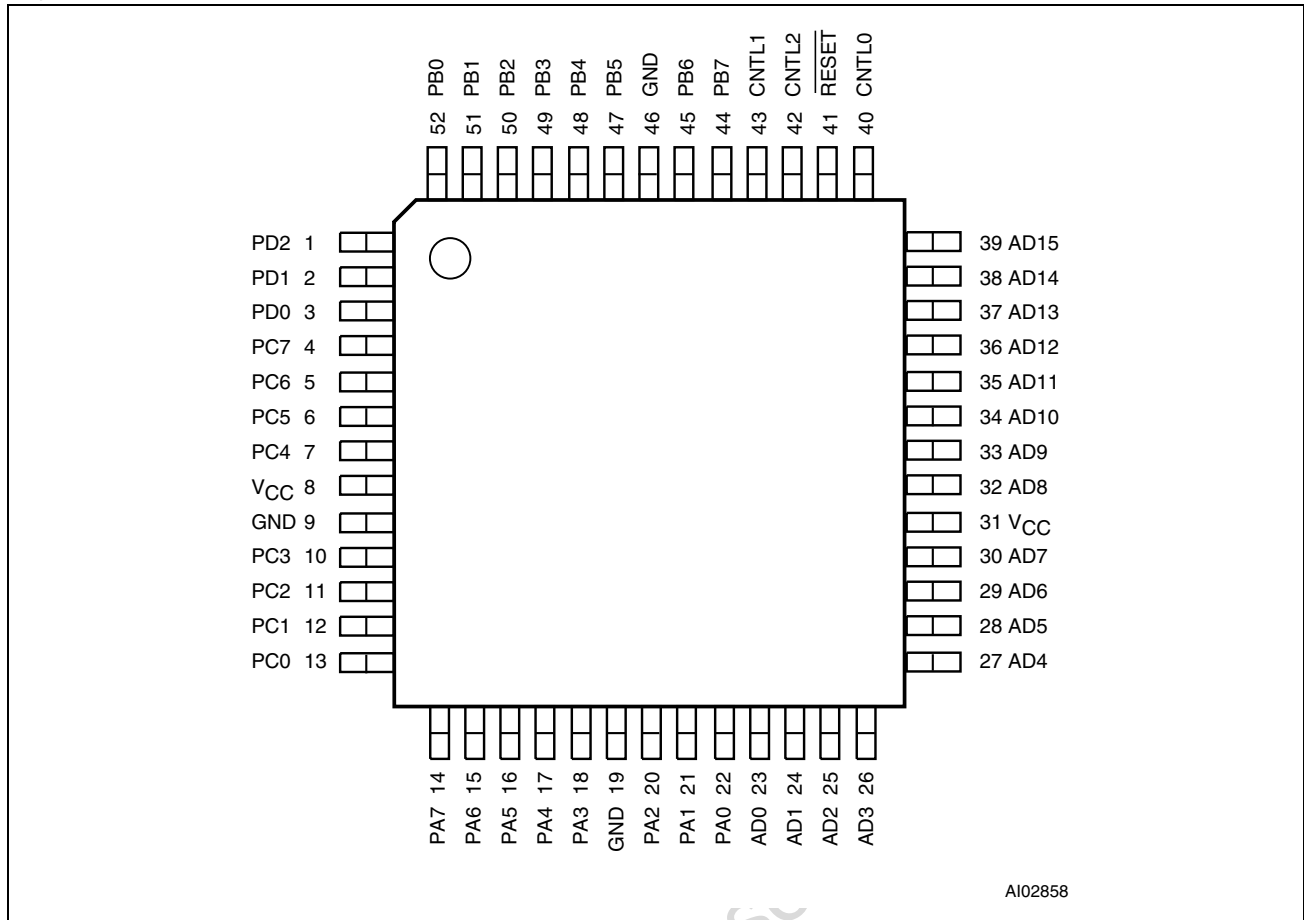 52 PB0
51 PB1
50 PB2
49 PB3
48 PB4
47 PB5
46 GND
45 PB6
44 PB7
43 CNTL1
42 CNTL2
41 RESET
40 CNTL0
PD2 1
PD1 2
PD0 3
PC7 4
PC6 5
PC5 6
PC4 7
VCC 8
GND 9
PC3 10
PC2 11
PC1 12
PC0 13
39 AD15
38 AD14
37 AD13
36 AD12
35 AD11
34 AD10
33 AD9
32 AD8
31 VCC
30 AD7
29 AD6
28 AD5
27 AD4
PA7 14
PA6 15
PA5 16
PA4 17
PA3 18
GND 19
PA2 20
PA1 21
PA0 22
AD0 23
AD1 24
AD2 25
AD3 26
AI02858